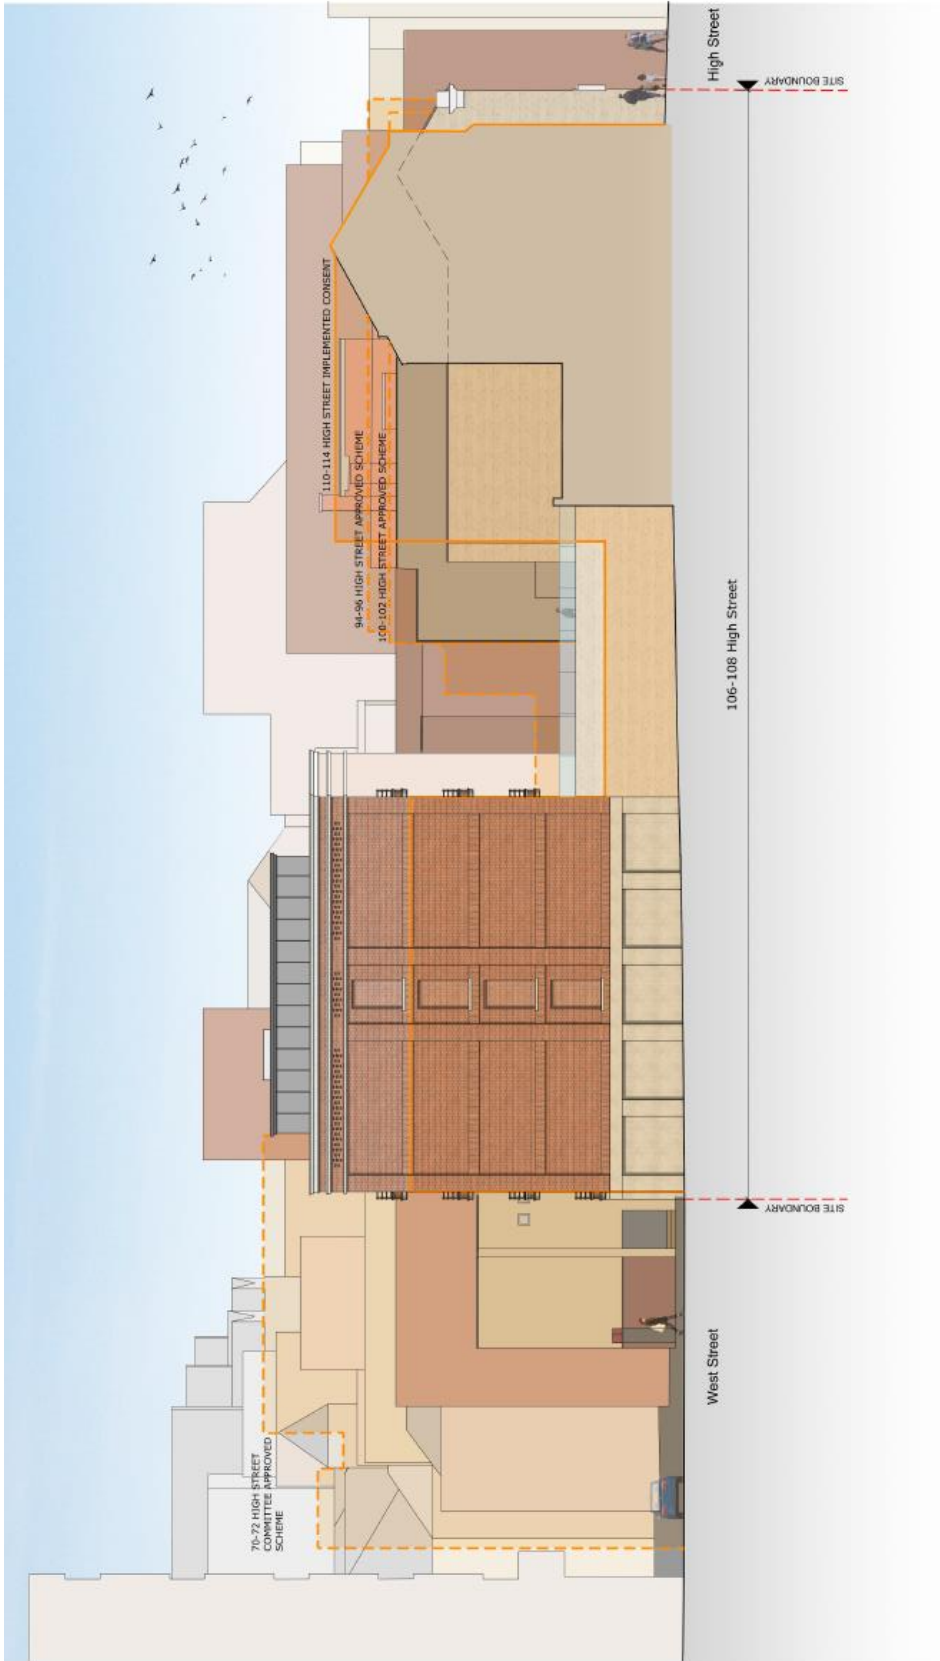 110-114 HIGH STREET IMPLEMENTED CONSENT
94-96 HIGH STREET APPROVED SCHEME
100-102 HIGH STREET APPROVED SCHEME
70-72 HIGH STREET
COMMITTEE APPROVED
SCHEME
West Street
106-108 High Street
High Street
SITE BOUNDARY
SITE BOUNDARY